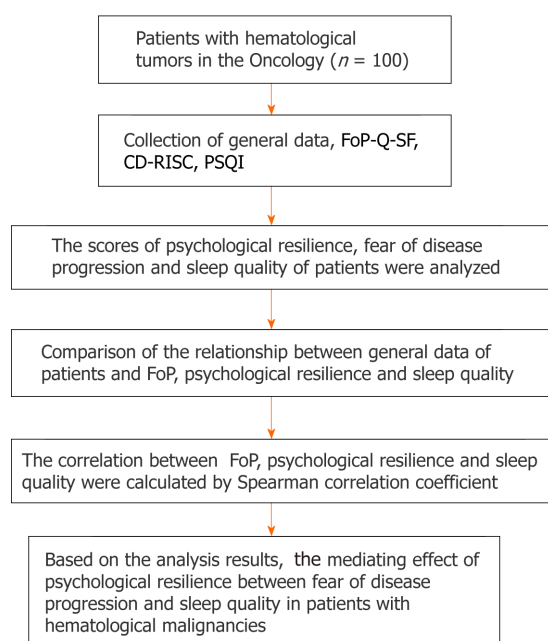 Patients with hematological
tumors in the Oncology (n = 100)
Collection of general data, FoP-Q-SF,
CD-RISC, PSQI
The scores of psychological resilience, fear of disease
progression and sleep quality of patients were analyzed
Comparison of the relationship between general data of
patients and FoP, psychological resilience and sleep quality
The correlation between FoP, psychological resilience and sleep
quality were calculated by Spearman correlation coefficient
Based on the analysis results, the mediating effect of
psychological resilience between fear of disease
progression and sleep quality in patients with
hematological malignancies